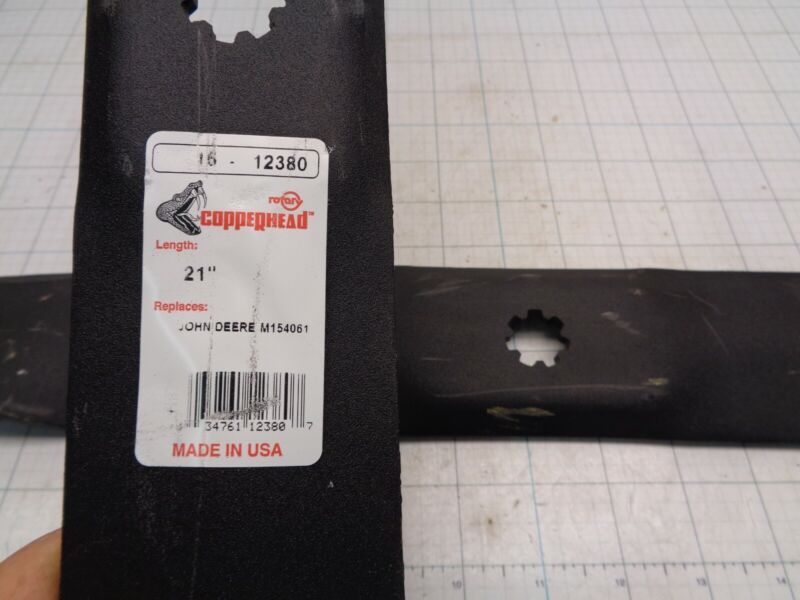 16 - 12380
rotary
COPPERHEAD™
Length:
21"
Replaces:
JOHN DEERE M154061
34761 12380 7
MADE IN USA
10 11 12 13 14